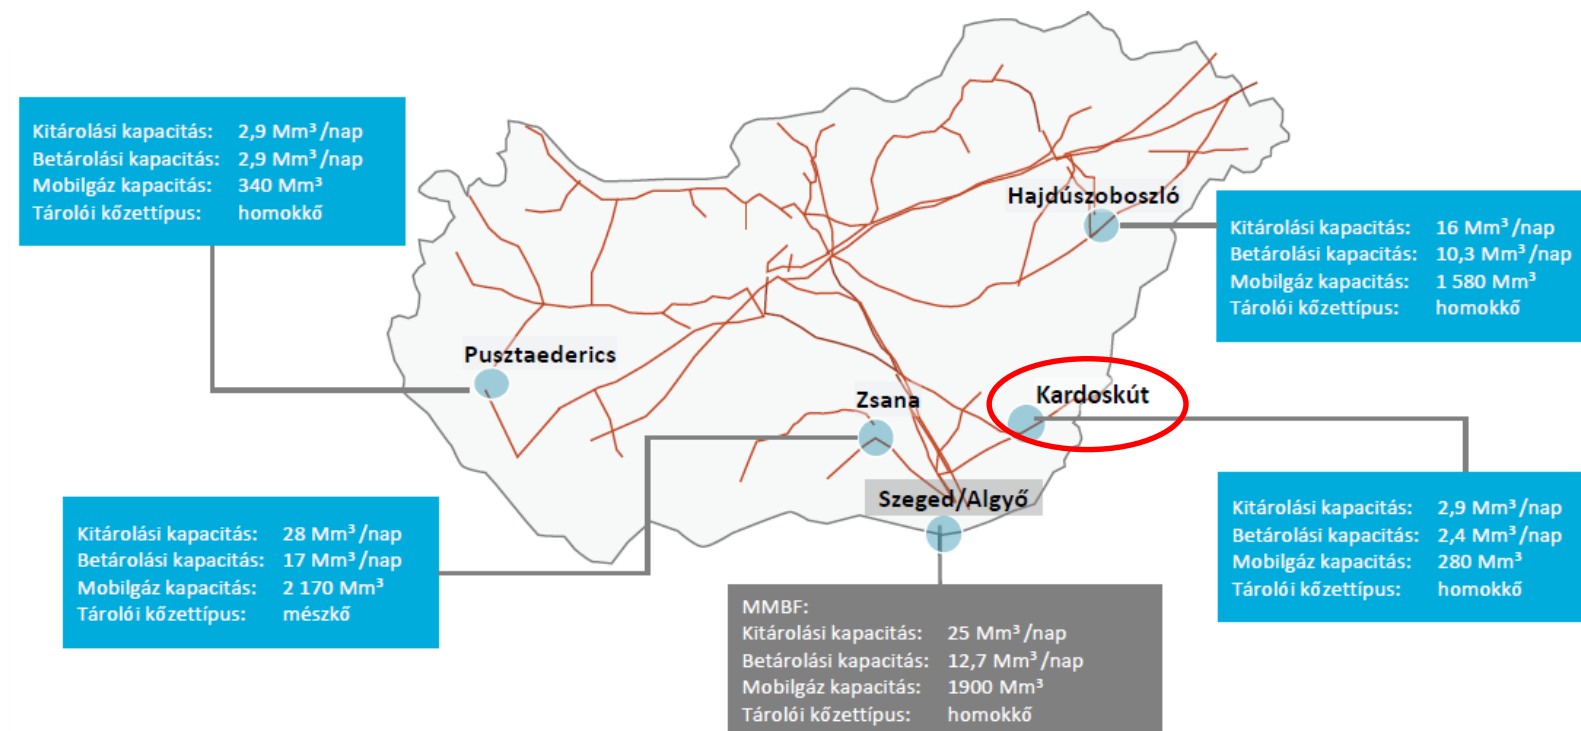 Kitárolási kapacitás: 2,9 Mm³/nap
Betárolási kapacitás: 2,9 Mm³/nap
Mobilgáz kapacitás: 340 Mm³
Tárolói kőzettípus: homokkő
Hajdúszoboszló
Kitárolási kapacitás: 16 Mm³/nap
Betárolási kapacitás: 10,3 Mm³/nap
Mobilgáz kapacitás: 1 580 Mm³
Tárolói kőzettípus: homokkő
Pusztaederics
Zsana
Kardoskút
Szeged/Algyő
Kitárolási kapacitás: 28 Mm³/nap
Betárolási kapacitás: 17 Mm³/nap
Mobilgáz kapacitás: 2 170 Mm³
Tárolói kőzettípus: mészkő
Kitárolási kapacitás: 2,9 Mm³/nap
Betárolási kapacitás: 2,4 Mm³/nap
Mobilgáz kapacitás: 280 Mm³
Tárolói kőzettípus: homokkő
MMBF:
Kitárolási kapacitás: 25 Mm³/nap
Betárolási kapacitás: 12,7 Mm³/nap
Mobilgáz kapacitás: 1900 Mm³
Tárolói kőzettípus: homokkő